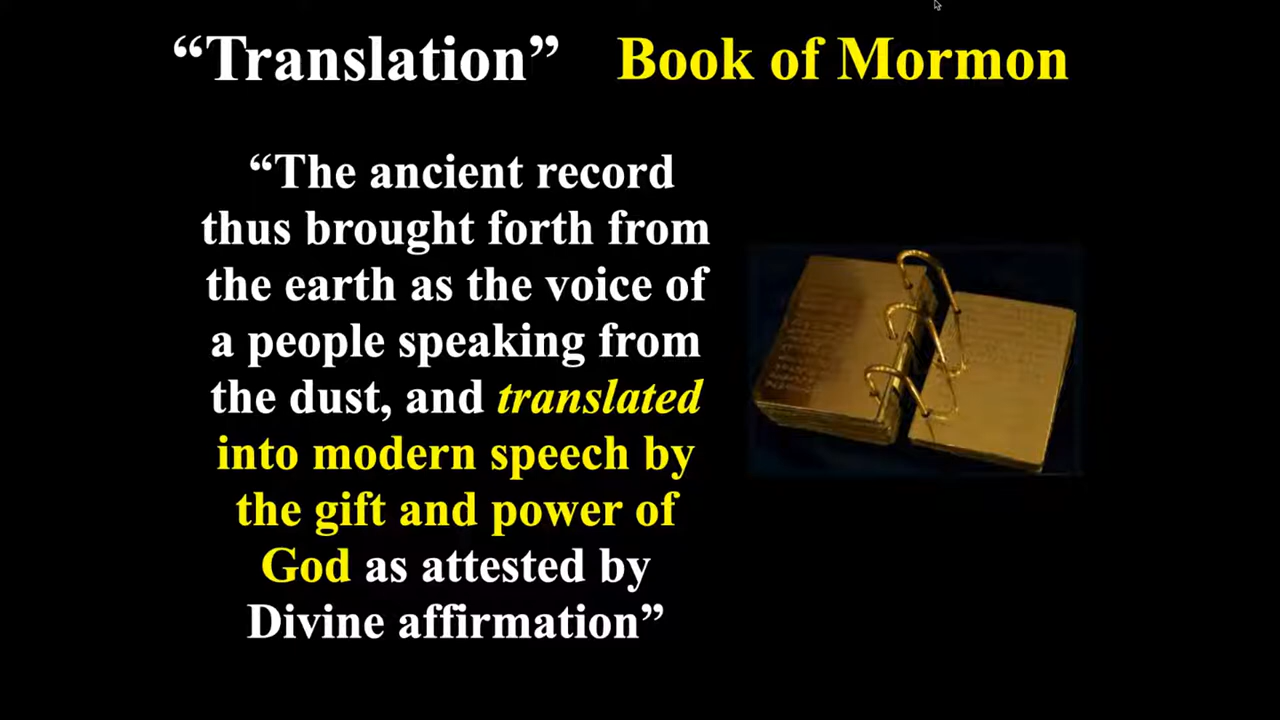 “Translation” Book of Mormon
“The ancient record
thus brought forth from
the earth as the voice of
a people speaking from
the dust, and translated
into modern speech by
the gift and power of
God as attested by
Divine affirmation”